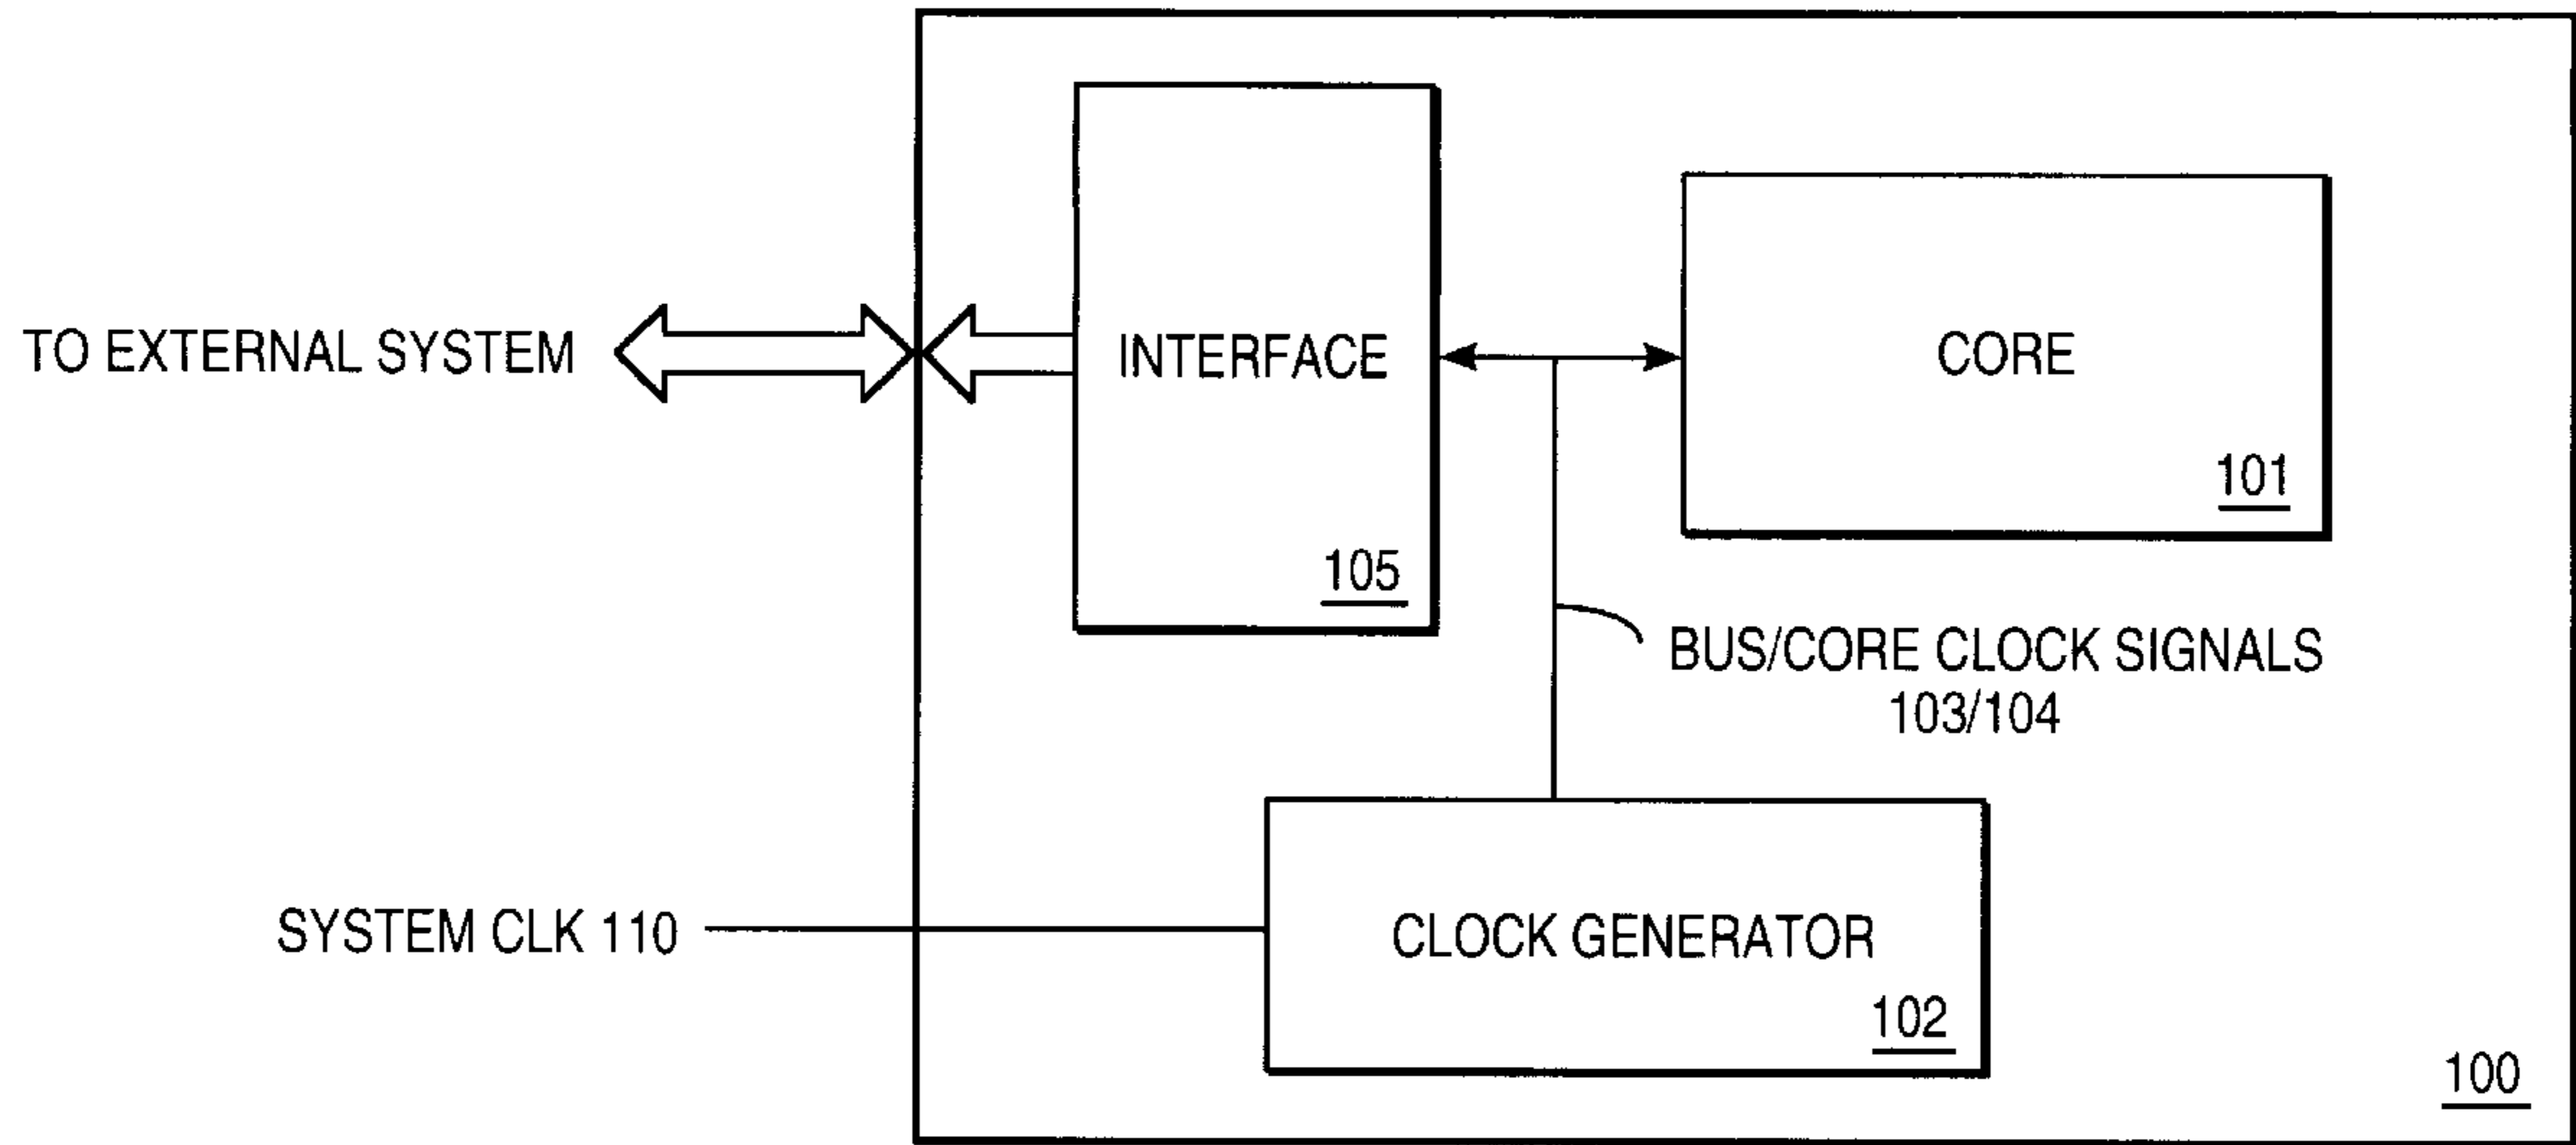 TO EXTERNAL SYSTEM
INTERFACE
105
CORE
101
BUS/CORE CLOCK SIGNALS
103/104
SYSTEM CLK 110
CLOCK GENERATOR
102
100